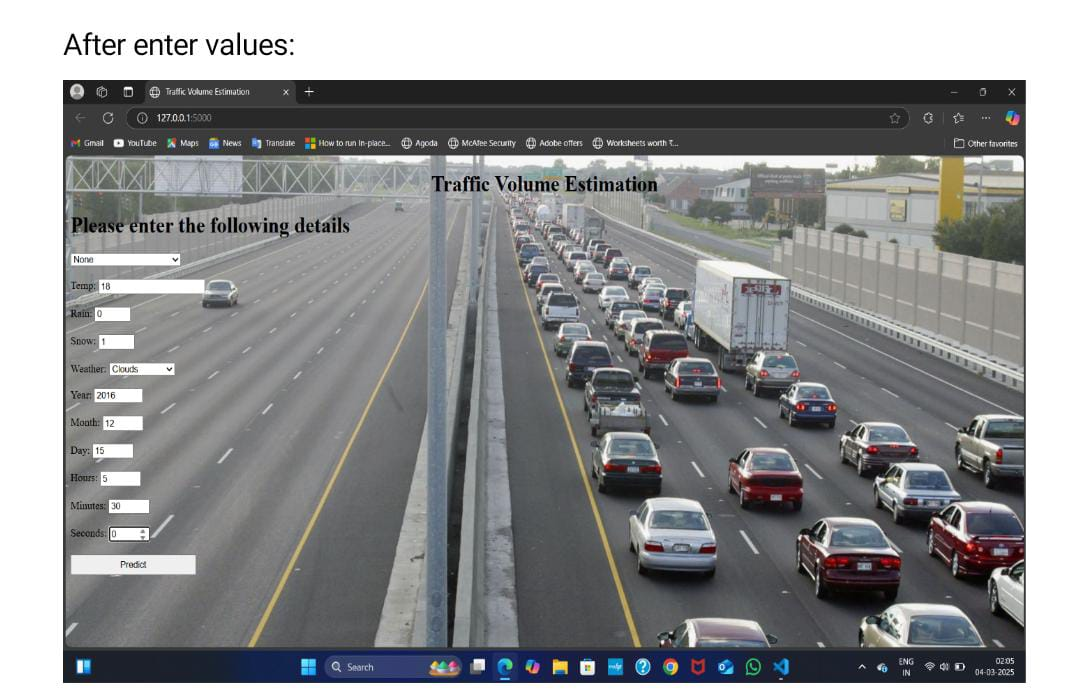 After enter values:
Traffic Volume Estimation
127.0.0.1:5000
Gmail YouTube Maps News Translate How to run In-place... Agoda McAfee Security Adobe offers Worksheets worth ₹... Other favorites
Traffic Volume Estimation
Please enter the following details
None
Temp: 18
Rain: 0
Snow: 1
Weather: Clouds
Year: 2016
Month: 12
Day: 15
Hours: 5
Minutes: 30
Seconds: 0
Predict
Search
ENG
IN
02:05
04-03-2025